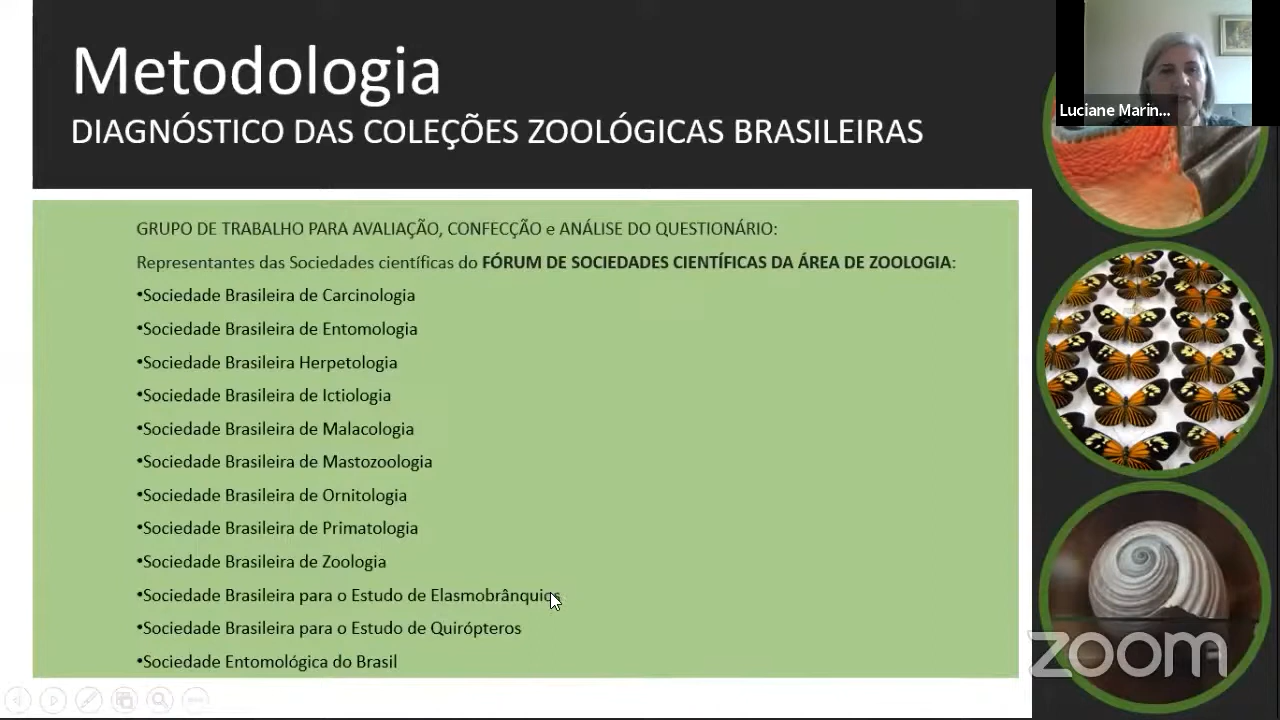 Metodologia
DIAGNÓSTICO DAS COLEÇÕES ZOOLÓGICAS BRASILEIRAS
Luciane Marin...
GRUPO DE TRABALHO PARA AVALIAÇÃO, CONFECÇÃO e ANÁLISE DO QUESTIONÁRIO:
Representantes das Sociedades científicas do FÓRUM DE SOCIEDADES CIENTÍFICAS DA ÁREA DE ZOOLOGIA:
•Sociedade Brasileira de Carcinologia
•Sociedade Brasileira de Entomologia
•Sociedade Brasileira Herpetologia
•Sociedade Brasileira de Ictiologia
•Sociedade Brasileira de Malacologia
•Sociedade Brasileira de Mastozoologia
•Sociedade Brasileira de Ornitologia
•Sociedade Brasileira de Primatologia
•Sociedade Brasileira de Zoologia
•Sociedade Brasileira para o Estudo de Elasmobrânquios
•Sociedade Brasileira para o Estudo de Quirópteros
•Sociedade Entomológica do Brasil
zoom